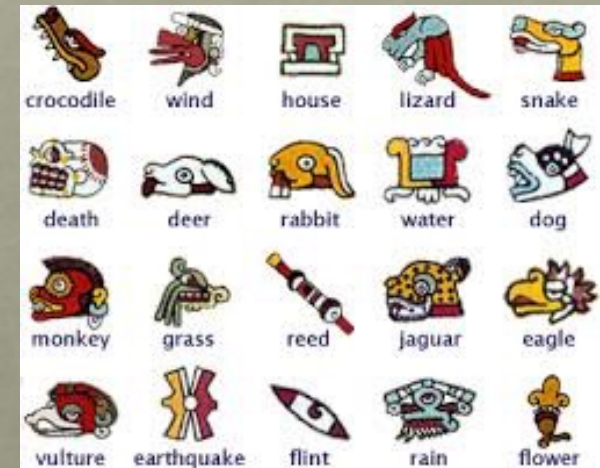 crocodile wind house lizard snake
death deer rabbit water dog
monkey grass reed jaguar eagle
vulture earthquake flint rain flower